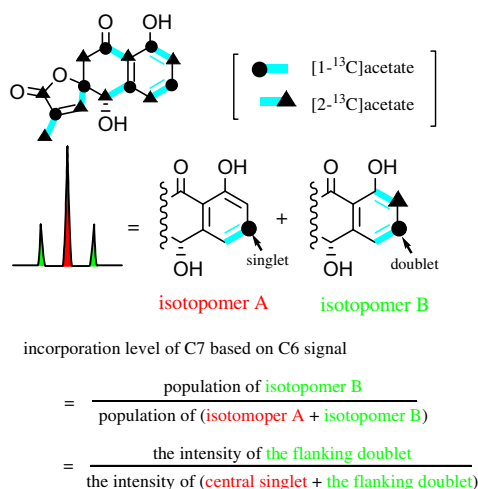 O
OH
O
O
OH
[1-¹³C]acetate
[2-¹³C]acetate
=
O
OH
OH
singlet
isotopomer A
+
O
OH
OH
doublet
isotopomer B
incorporation level of C7 based on C6 signal
=
population of isotopomer B
population of (isotomoper A + isotopomer B)
=
the intensity of the flanking doublet
the intensity of (central singlet + the flanking doublet)